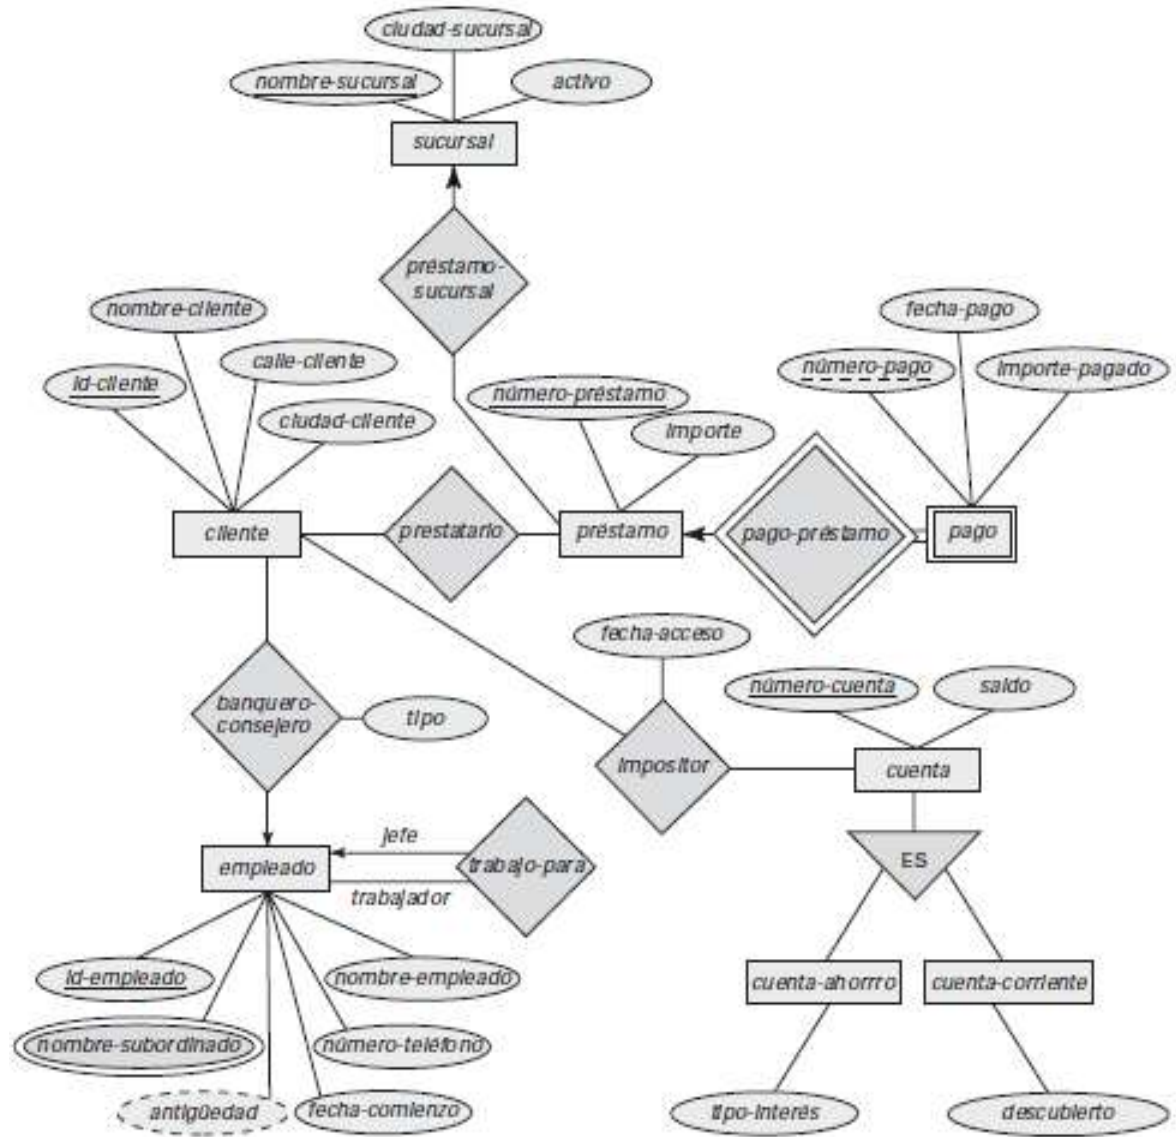 ciudad-sucursal
nombre-sucursal
activo
sucursal
préstamo-
sucursal
nombre-cliente
calle-cliente
id-cliente
ciudad-cliente
fecha-pago
número-pago
importe-pagado
número-préstamo
importe
cliente
prestatario
préstamo
pago-préstamo
pago
fecha-acceso
número-cuenta
saldo
banquero-
consejero
tipo
impositor
cuenta
jefe
empleado
trabajo-para
trabajador
ES
id-empleado
nombre-empleado
cuenta-ahorrro
cuenta-corriente
nombre-subordinado
número-teléfono
antigüedad
fecha-comienzo
tipo-interés
descubierto